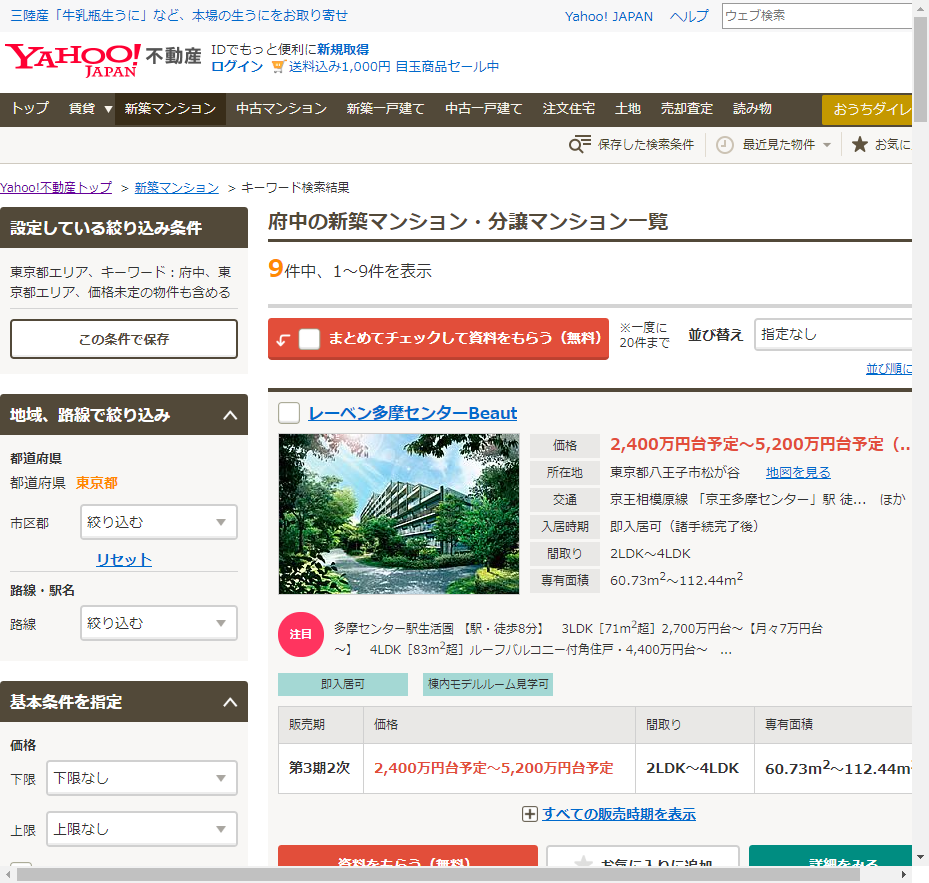 三陸産「牛乳瓶生うに」など、本場の生うにをお取り寄せ
Yahoo! JAPAN ヘルプ ウェブ検索
YAHOO! JAPAN 不動産
IDでもっと便利に新規取得
ログイン 送料込み1,000円 目玉商品セール中
トップ 賃貸 ▼ 新築マンション 中古マンション 新築一戸建て 中古一戸建て 注文住宅 土地 売却査定 読み物 おうちダイレ
保存した検索条件 最近見た物件 お気に
Yahoo!不動産トップ > 新築マンション > キーワード検索結果
設定している絞り込み条件
東京都エリア、キーワード：府中、東
京都エリア、価格未定の物件も含める
この条件で保存
地域、路線で絞り込み
都道府県
都道府県 東京都
市区郡 絞り込む
リセット
路線・駅名
路線 絞り込む
基本条件を指定
価格
下限 下限なし
上限 上限なし
府中の新築マンション・分譲マンション一覧
9件中、1～9件を表示
まとめてチェックして資料をもらう（無料）
※一度に
20件まで
並び替え 指定なし
並び順に
レーベン多摩センターBeaut
価格 2,400万円台予定～5,200万円台予定（...
所在地 東京都八王子市松が谷 地図を見る
交通 京王相模原線 「京王多摩センター」駅 徒... ほか
入居時期 即入居可（諸手続完了後）
間取り 2LDK～4LDK
専有面積 60.73m2～112.44m2
注目
多摩センター駅生活圏 【駅・徒歩8分】 3LDK［71m2超］2,700万円台～【月々7万円台
～】 4LDK［83m2超］ルーフバルコニー付角住戸・4,400万円台～ ...
即入居可 棟内モデルルーム見学可
販売期 価格 間取り 専有面積
第3期2次 2,400万円台予定～5,200万円台予定 2LDK～4LDK 60.73m2～112.44m
すべての販売時期を表示
資料をもらう（無料） お気に入りに追加 詳細をみる